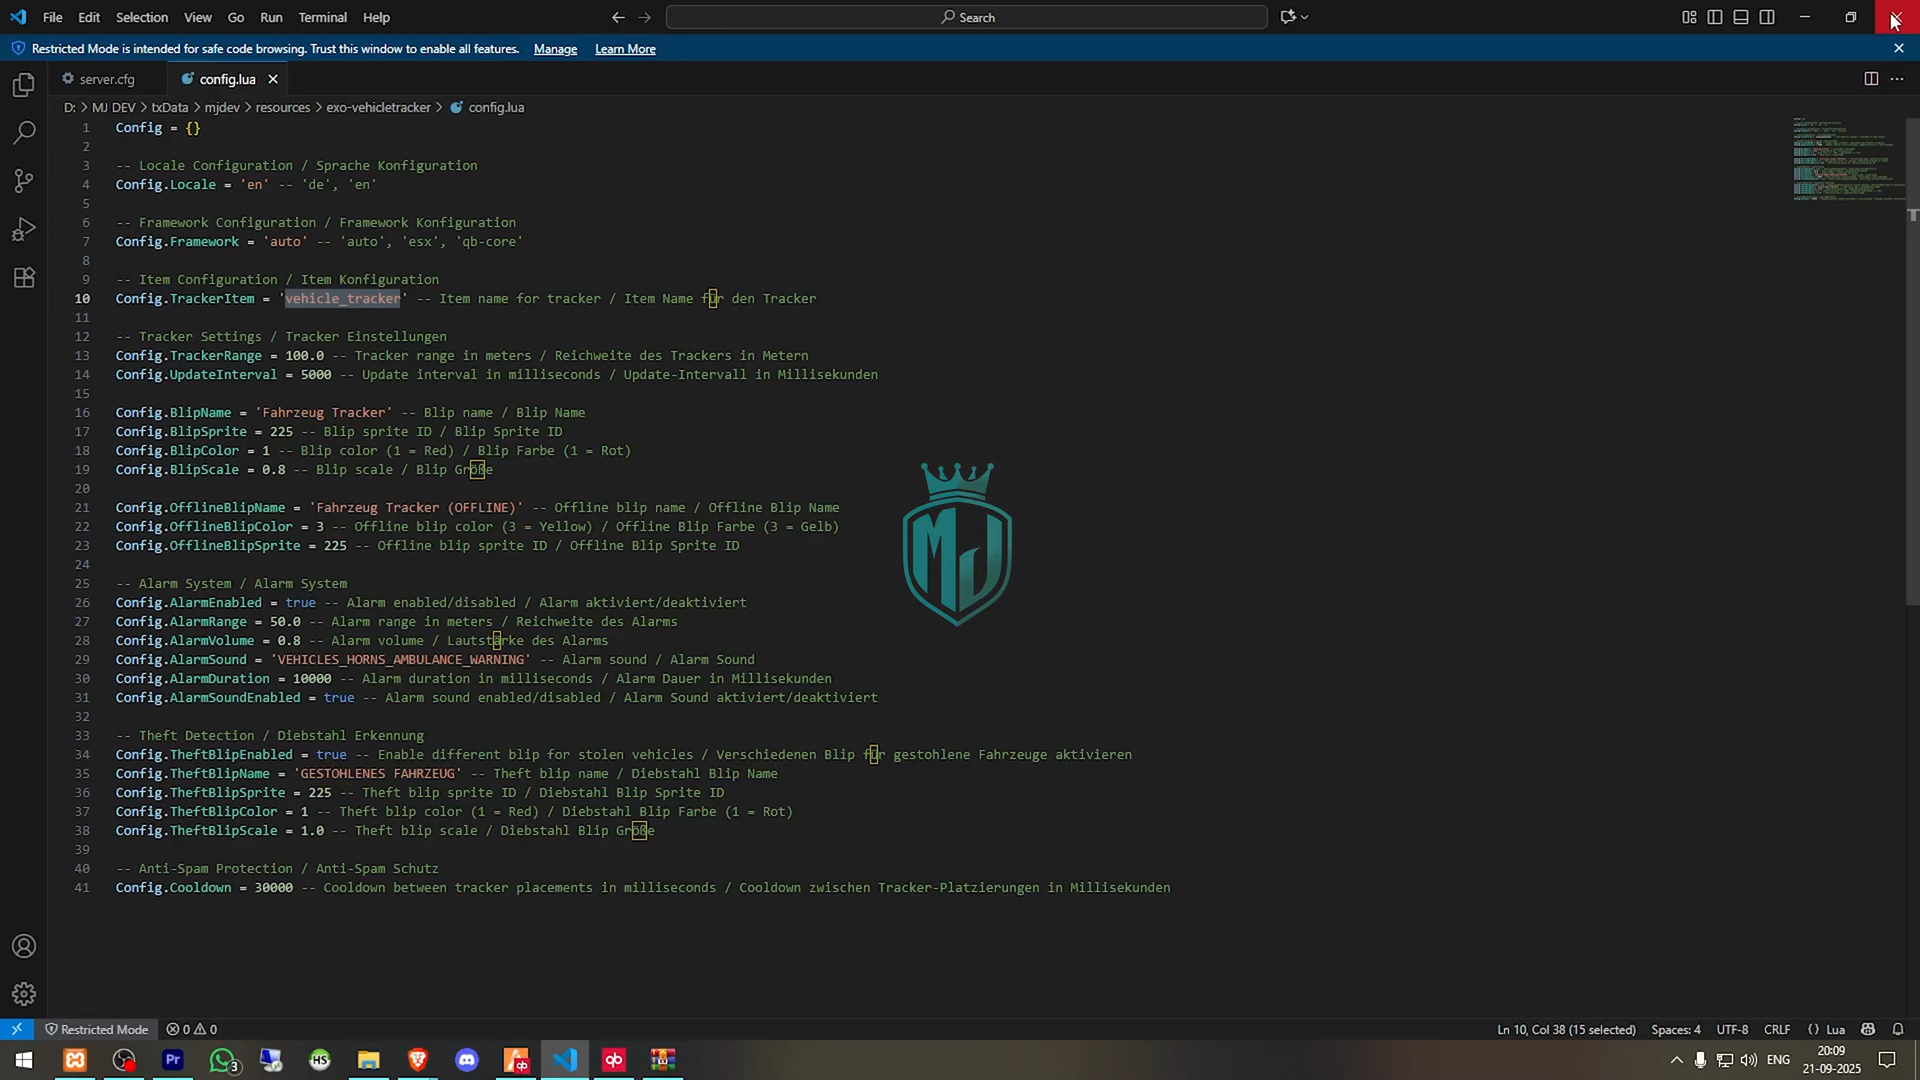 File Edit Selection View Go Run Terminal Help
Search
Restricted Mode is intended for safe code browsing. Trust this window to enable all features. Manage Learn More
server.cfg config.lua
D: > MJ DEV > txData > mjdev > resources > exo-vehicletracker > config.lua
1 Config = {}
2
3 -- Locale Configuration / Sprache Konfiguration
4 Config.Locale = 'en' -- 'de', 'en'
5
6 -- Framework Configuration / Framework Konfiguration
7 Config.Framework = 'auto' -- 'auto', 'esx', 'qb-core'
8
9 -- Item Configuration / Item Konfiguration
10 Config.TrackerItem = 'vehicle_tracker' -- Item name for tracker / Item Name für den Tracker
11
12 -- Tracker Settings / Tracker Einstellungen
13 Config.TrackerRange = 100.0 -- Tracker range in meters / Reichweite des Trackers in Metern
14 Config.UpdateInterval = 5000 -- Update interval in milliseconds / Update-Intervall in Millisekunden
15
16 Config.BlipName = 'Fahrzeug Tracker' -- Blip name / Blip Name
17 Config.BlipSprite = 225 -- Blip sprite ID / Blip Sprite ID
18 Config.BlipColor = 1 -- Blip color (1 = Red) / Blip Farbe (1 = Rot)
19 Config.BlipScale = 0.8 -- Blip scale / Blip Größe
20
21 Config.OfflineBlipName = 'Fahrzeug Tracker (OFFLINE)' -- Offline blip name / Offline Blip Name
22 Config.OfflineBlipColor = 3 -- Offline blip color (3 = Yellow) / Offline Blip Farbe (3 = Gelb)
23 Config.OfflineBlipSprite = 225 -- Offline blip sprite ID / Offline Blip Sprite ID
24
25 -- Alarm System / Alarm System
26 Config.AlarmEnabled = true -- Alarm enabled/disabled / Alarm aktiviert/deaktiviert
27 Config.AlarmRange = 50.0 -- Alarm range in meters / Reichweite des Alarms
28 Config.AlarmVolume = 0.8 -- Alarm volume / Lautstärke des Alarms
29 Config.AlarmSound = 'VEHICLES_HORNS_AMBULANCE_WARNING' -- Alarm sound / Alarm Sound
30 Config.AlarmDuration = 10000 -- Alarm duration in milliseconds / Alarm Dauer in Millisekunden
31 Config.AlarmSoundEnabled = true -- Alarm sound enabled/disabled / Alarm Sound aktiviert/deaktiviert
32
33 -- Theft Detection / Diebstahl Erkennung
34 Config.TheftBlipEnabled = true -- Enable different blip for stolen vehicles / Verschiedenen Blip für gestohlene Fahrzeuge aktivieren
35 Config.TheftBlipName = 'GESTOHLENES FAHRZEUG' -- Theft blip name / Diebstahl Blip Name
36 Config.TheftBlipSprite = 225 -- Theft blip sprite ID / Diebstahl Blip Sprite ID
37 Config.TheftBlipColor = 1 -- Theft blip color (1 = Red) / Diebstahl Blip Farbe (1 = Rot)
38 Config.TheftBlipScale = 1.0 -- Theft blip scale / Diebstahl Blip Größe
39
40 -- Anti-Spam Protection / Anti-Spam Schutz
41 Config.Cooldown = 30000 -- Cooldown between tracker placements in milliseconds / Cooldown zwischen Tracker-Platzierungen in Millisekunden
MJ
Restricted Mode 0 0 Ln 10, Col 38 (15 selected) Spaces: 4 UTF-8 CRLF {} Lua
Pr 3 HS qb qb ENG 20:09
21-09-2025